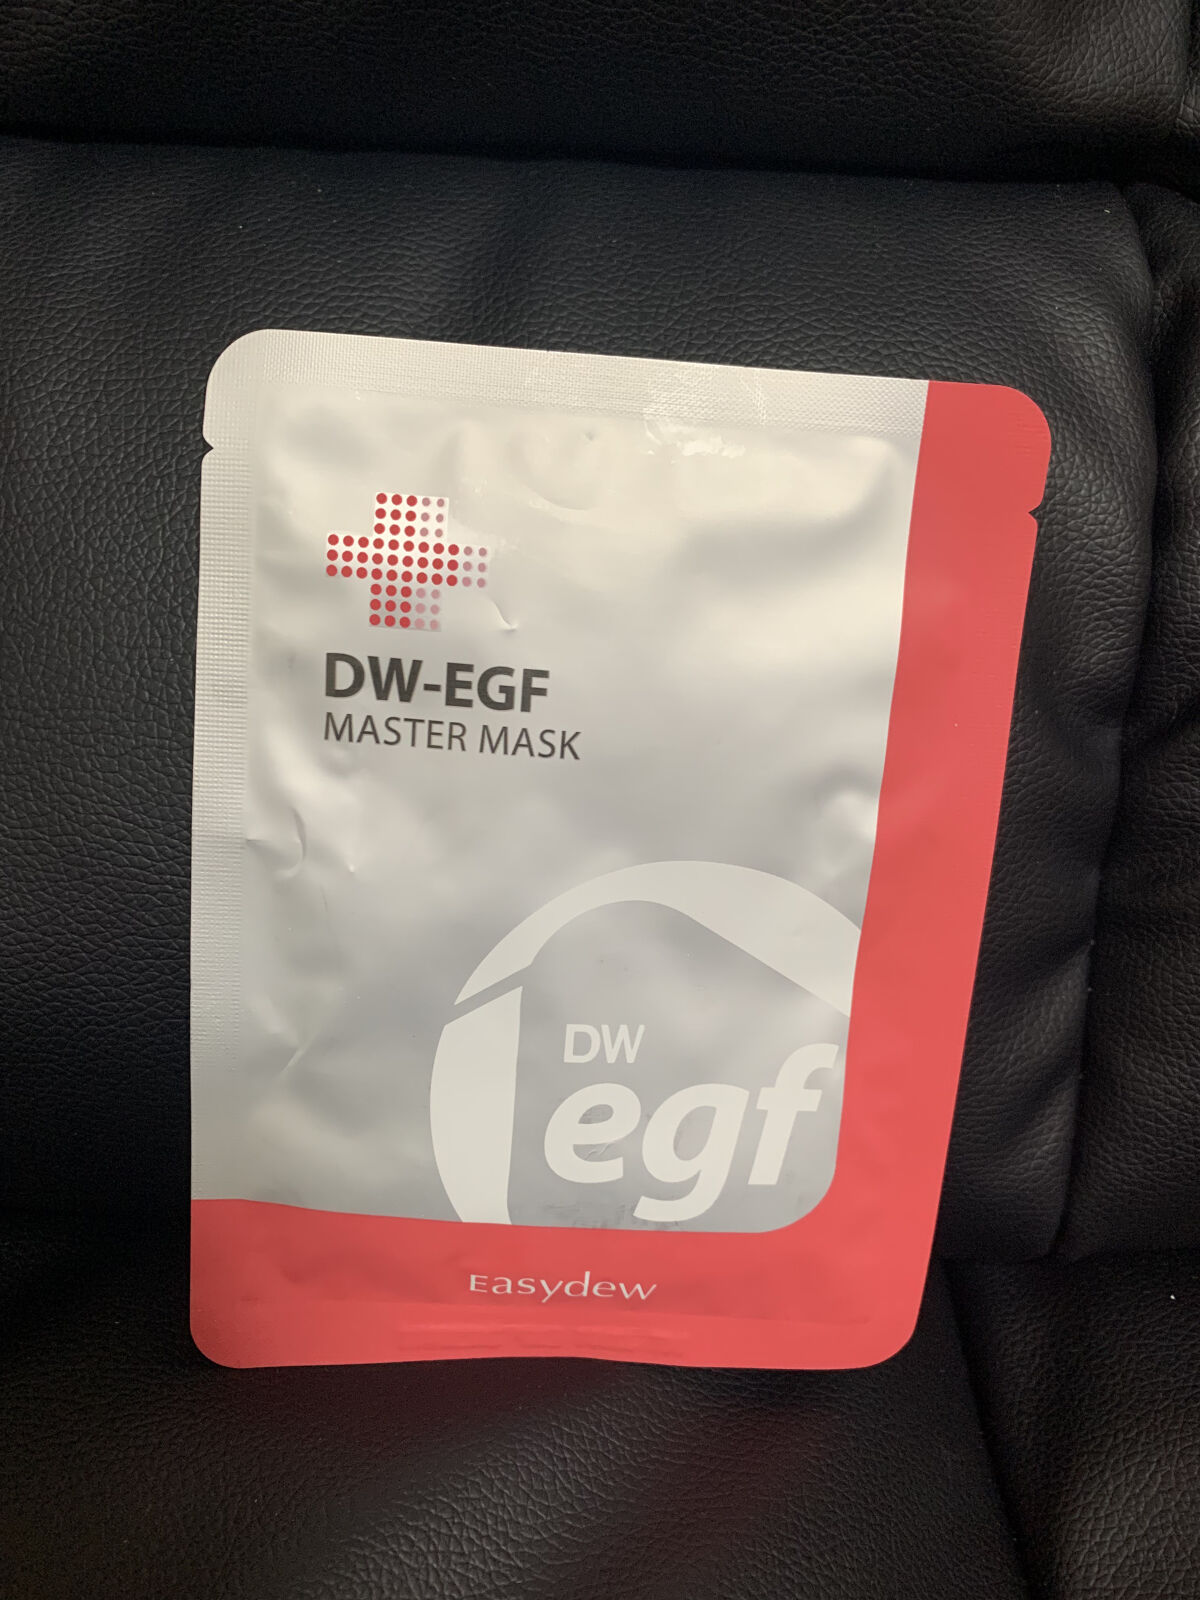 DW-EGF
MASTER MASK
DW
egf
Easydew